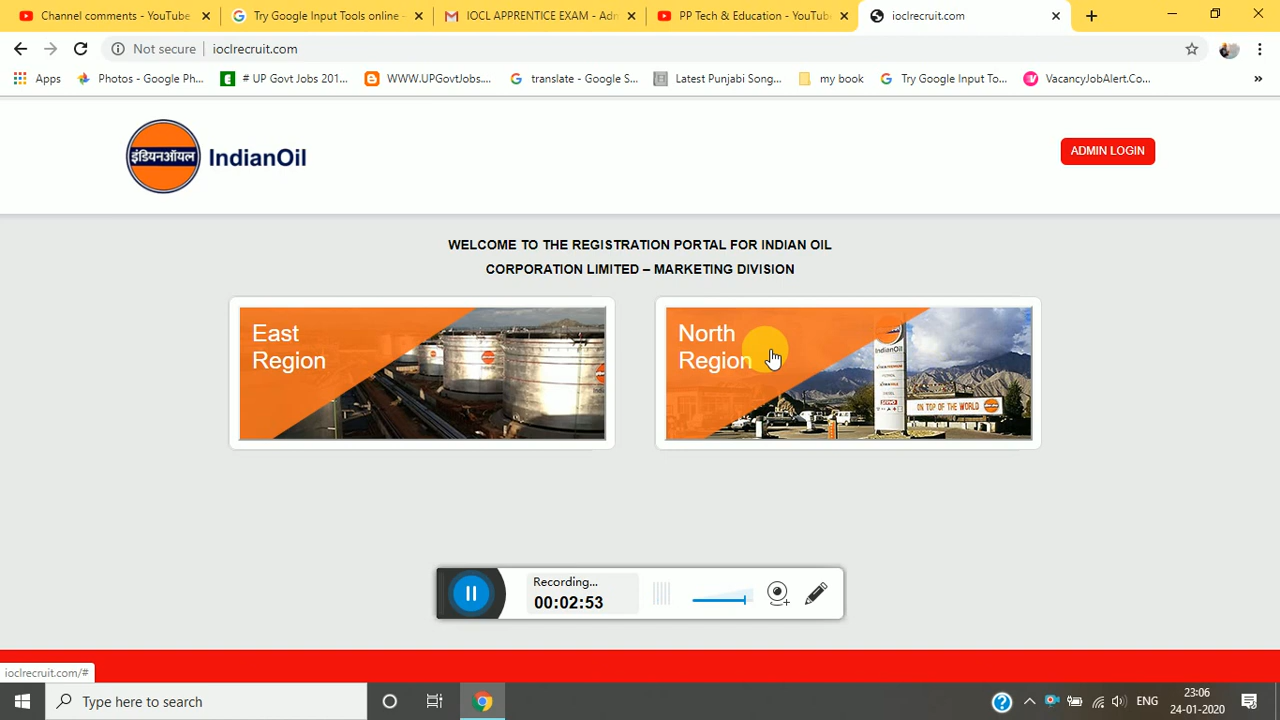 Channel comments - YouTube
Try Google Input Tools online -
IOCL APPRENTICE EXAM - Adm
PP Tech & Education - YouTube
ioclrecruit.com
Not secure
ioclrecruit.com
Apps
Photos - Google Ph...
# UP Govt Jobs 201...
WWW.UPGovtJobs....
translate - Google S...
Latest Punjabi Song...
my book
Try Google Input To...
VacancyJobAlert.Co...
इंडियनऑयल
IndianOil
ADMIN LOGIN
WELCOME TO THE REGISTRATION PORTAL FOR INDIAN OIL
CORPORATION LIMITED – MARKETING DIVISION
East
Region
North
Region
IndianOil
ON TOP OF THE WORLD
Recording...
00:02:53
ioclrecruit.com/#
Type here to search
ENG
23:06
24-01-2020